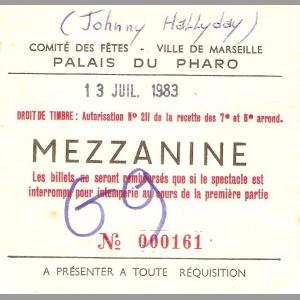 (Johnny Hallyday)
COMITÉ DES FÊTES - VILLE DE MARSEILLE
PALAIS DU PHARO
13 JUIL. 1983
DROIT DE TIMBRE : Autorisation N° 211 de la recette des 7e et 8e arrond.
MEZZANINE
Les billets ne seront remboursés que si le spectacle est
interrompu pour intempérie au cours de la première partie
69
№ 000161
A PRÉSENTER A TOUTE RÉQUISITION